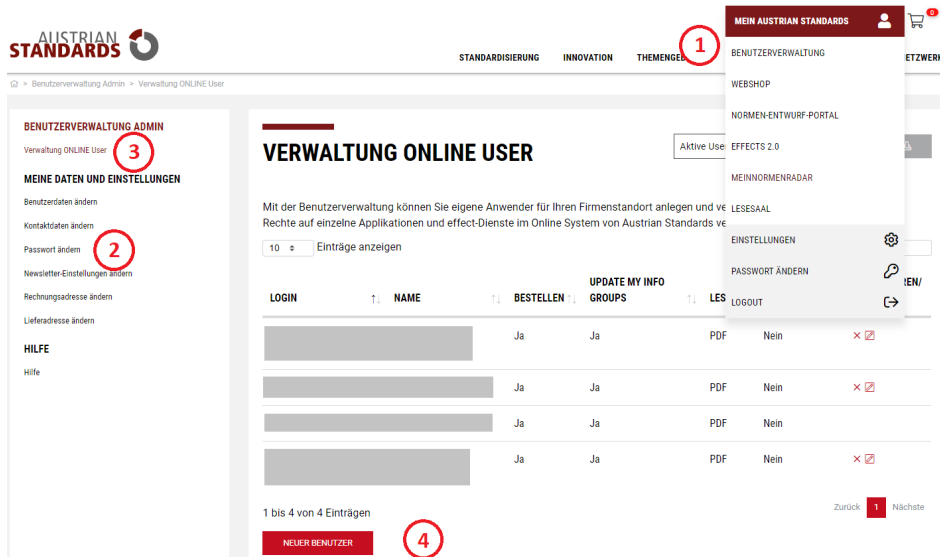 AUSTRIAN
STANDARDS
MEIN AUSTRIAN STANDARDS
0
1
STANDARDISIERUNG INNOVATION THEMENGEB ETZWERK
BENUTZERVERWALTUNG
WEBSHOP
NORMEN-ENTWURF-PORTAL
EFFECTS 2.0
MEINNORMENRADAR
LESESAAL
EINSTELLUNGEN
PASSWORT ÄNDERN
LOGOUT
> Benutzerverwaltung Admin > Verwaltung ONLINE User
BENUTZERVERWALTUNG ADMIN
Verwaltung ONLINE User
3
MEINE DATEN UND EINSTELLUNGEN
Benutzerdaten ändern
Kontaktdaten ändern
Passwort ändern
2
Newsletter-Einstellungen ändern
Rechnungsadresse ändern
Lieferadresse ändern
HILFE
Hilfe
VERWALTUNG ONLINE USER
Aktive User
Mit der Benutzerverwaltung können Sie eigene Anwender für Ihren Firmenstandort anlegen und ve
Rechte auf einzelne Applikationen und effect-Dienste im Online System von Austrian Standards ve
10 Einträge anzeigen
LOGIN NAME BESTELLEN UPDATE MY INFO GROUPS LES EN/
Ja Ja PDF Nein
Ja Ja PDF Nein
Ja Ja PDF Nein
Ja Ja PDF Nein
1 bis 4 von 4 Einträgen
Zurück 1 Nächste
NEUER BENUTZER
4